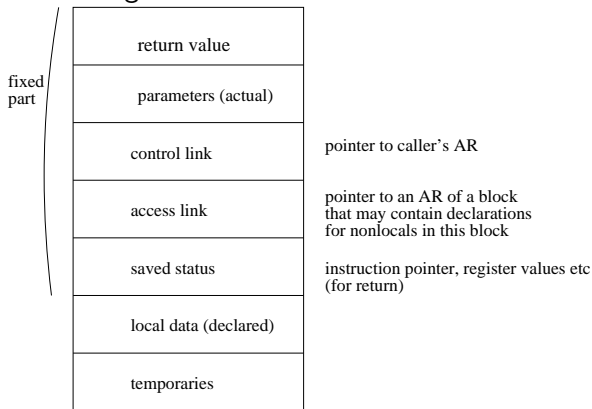 return value
fixed
part
parameters (actual)
control link
pointer to caller's AR
access link
pointer to an AR of a block
that may contain declarations
for nonlocals in this block
saved status
instruction pointer, register values etc
(for return)
local data (declared)
temporaries